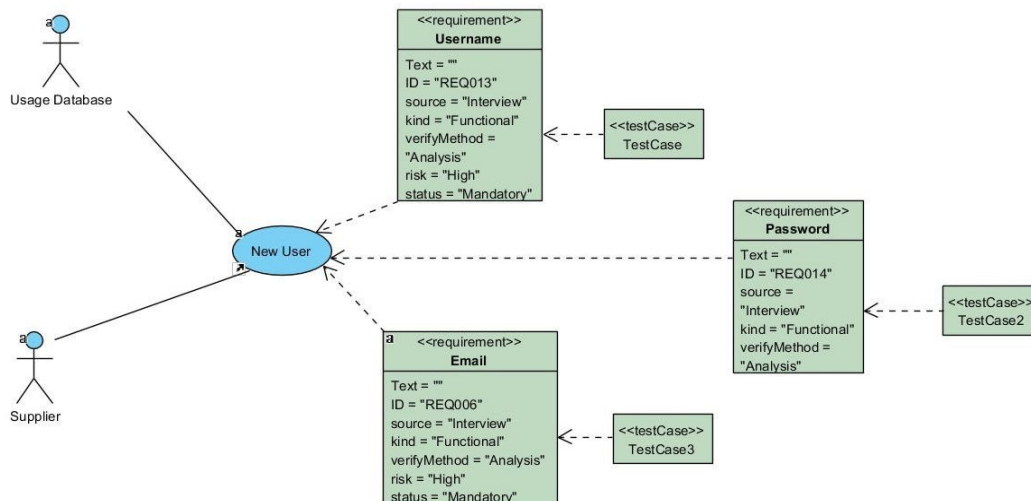 a
Usage Database
<<requirement>>
Username
Text = ""
ID = "REQ013"
source = "Interview"
kind = "Functional"
verifyMethod =
"Analysis"
risk = "High"
status = "Mandatory"
<<testCase>>
TestCase
a
New User
<<requirement>>
Password
Text = ""
ID = "REQ014"
source =
"Interview"
kind = "Functional"
verifyMethod =
"Analysis"
<<testCase>>
TestCase2
a
Supplier
a
<<requirement>>
Email
Text = ""
ID = "REQ006"
source = "Interview"
kind = "Functional"
verifyMethod = "Analysis"
risk = "High"
status = "Mandatory"
<<testCase>>
TestCase3